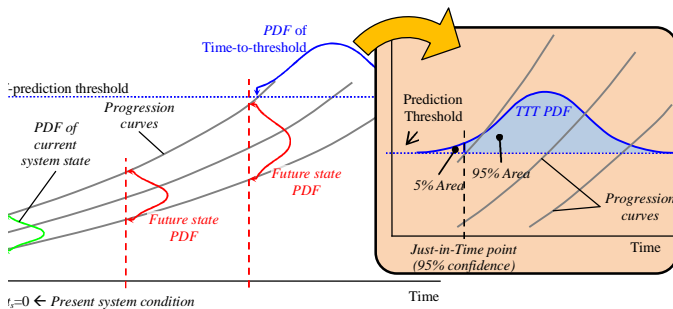 PDF of
Time-to-threshold
-prediction threshold
PDF of
current
system state
Progression
curves
Future state
PDF
Future state
PDF
t_s=0 ← Present system condition
Time
Prediction
Threshold
TTT PDF
5% Area
95% Area
Progression
curves
Just-in-Time point
(95% confidence)
Time